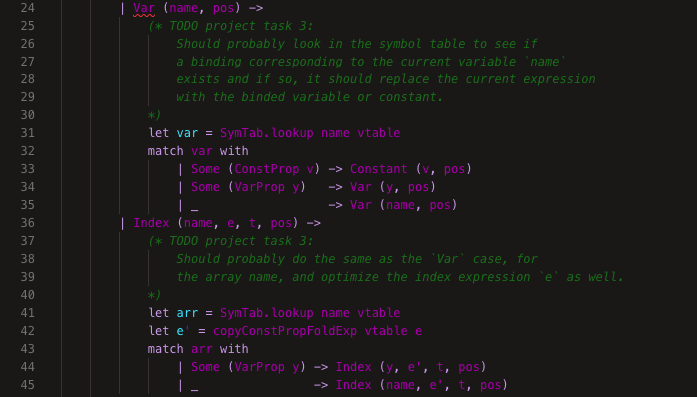 24 | Var (name, pos) ->
25 (* TODO project task 3:
26 Should probably look in the symbol table to see if
27 a binding corresponding to the current variable `name`
28 exists and if so, it should replace the current expression
29 with the binded variable or constant.
30 *)
31 let var = SymTab.lookup name vtable
32 match var with
33 | Some (ConstProp v) -> Constant (v, pos)
34 | Some (VarProp y) -> Var (y, pos)
35 | _ -> Var (name, pos)
36 | Index (name, e, t, pos) ->
37 (* TODO project task 3:
38 Should probably do the same as the `Var` case, for
39 the array name, and optimize the index expression `e` as well.
40 *)
41 let arr = SymTab.lookup name vtable
42 let e' = copyConstPropFoldExp vtable e
43 match arr with
44 | Some (VarProp y) -> Index (y, e', t, pos)
45 | _ -> Index (name, e', t, pos)